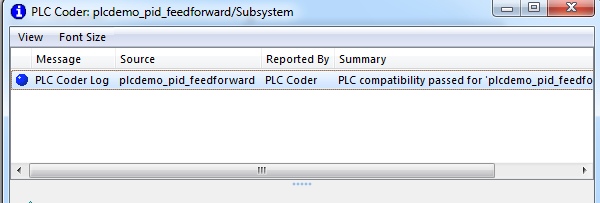 PLC Coder: plcdemo_pid_feedforward/Subsystem
View Font Size
Message Source Reported By Summary
PLC Coder Log plcdemo_pid_feedforward PLC Coder PLC compatibility passed for 'plcdemo_pid_feedfo